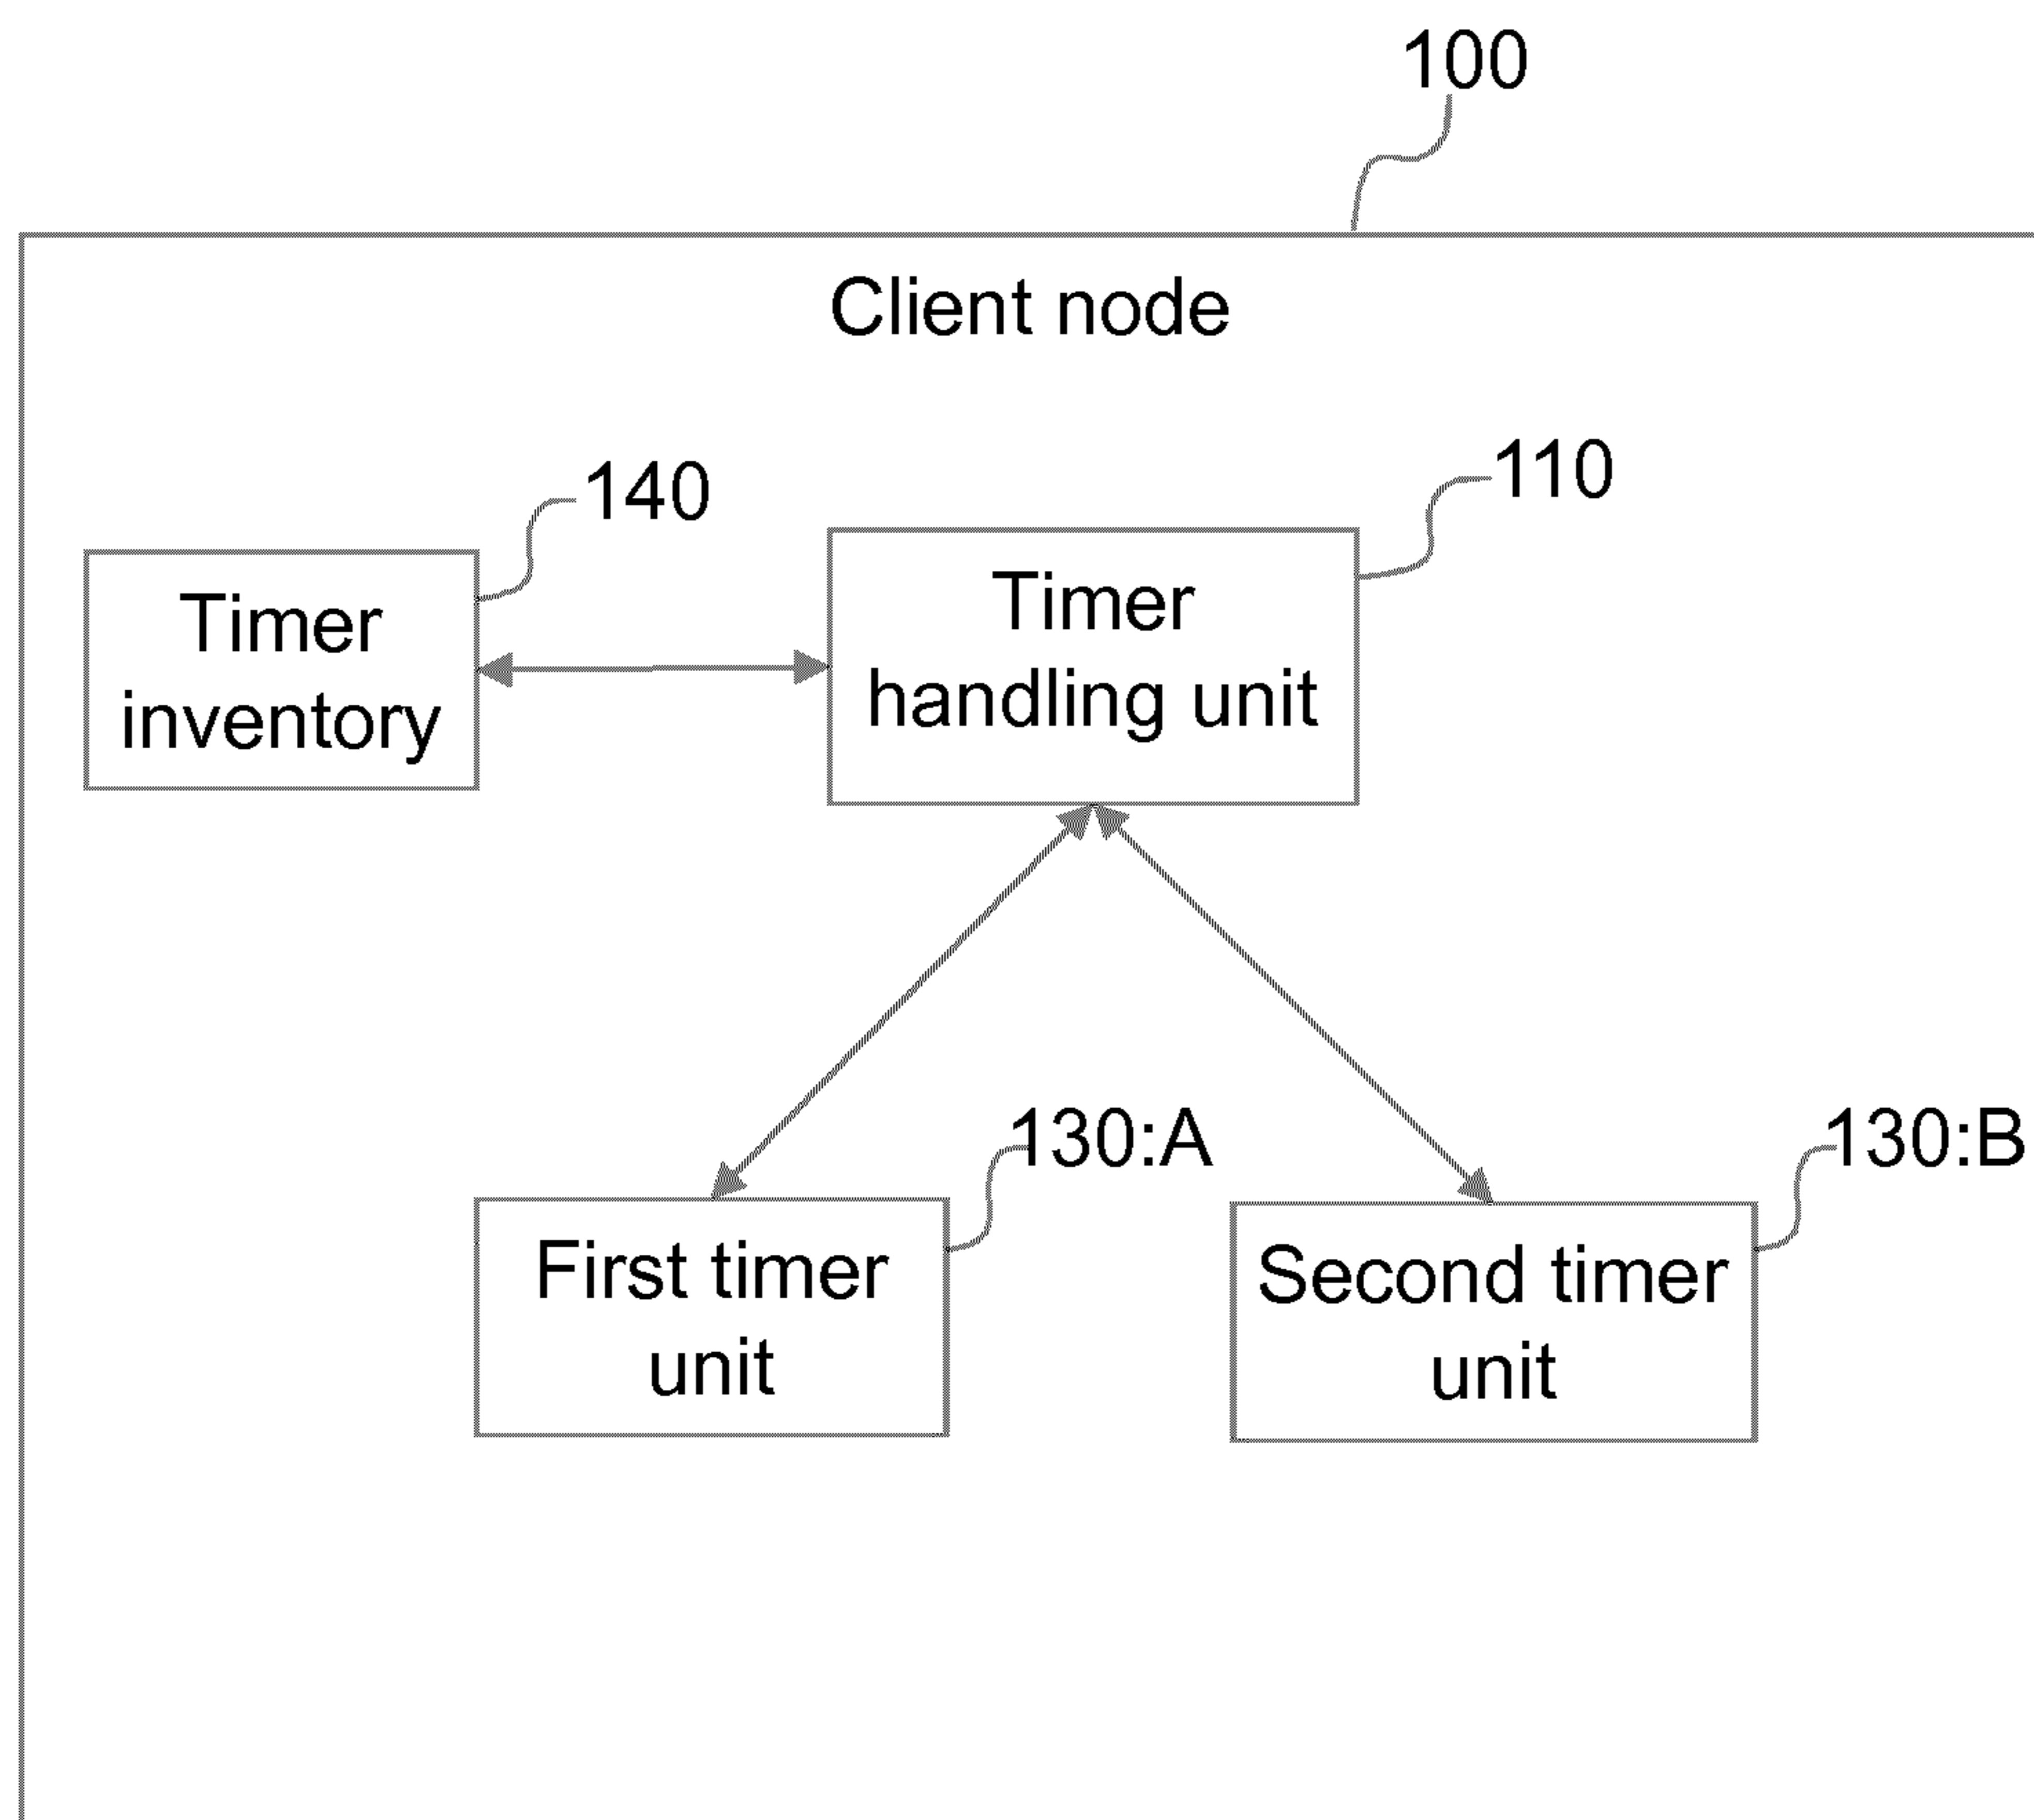 100
Client node
140
110
Timer
inventory
Timer
handling unit
130:A
130:B
First timer
unit
Second timer
unit